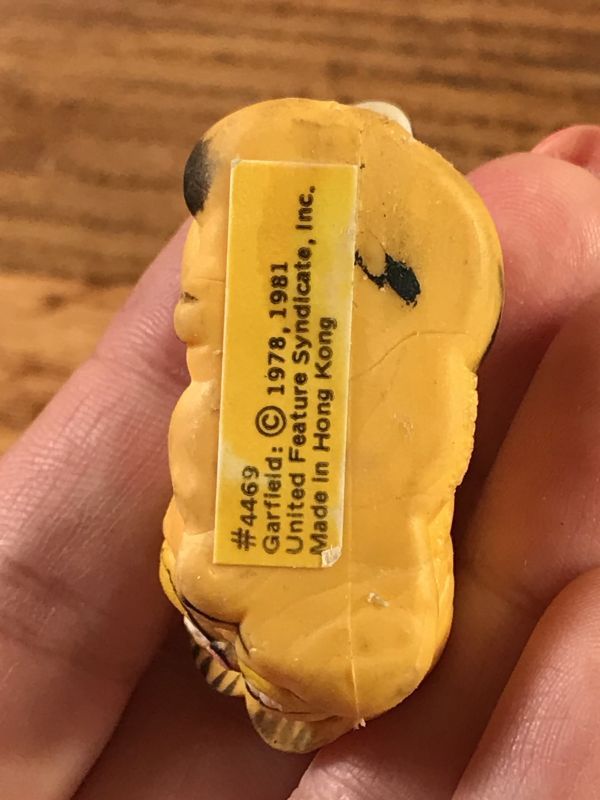 #4469
Garfield: © 1978, 1981
United Feature Syndicate, Inc.
Made in Hong Kong